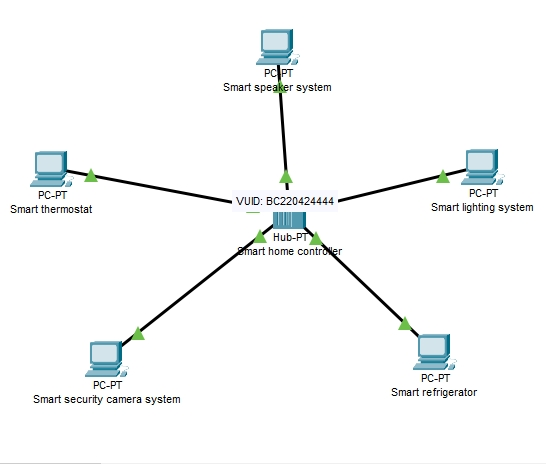 PC-PT
Smart speaker system
PC-PT
Smart thermostat
PC-PT
Smart lighting system
VUID: BC220424444
Hub-PT
Smart home controller
PC-PT
Smart security camera system
PC-PT
Smart refrigerator